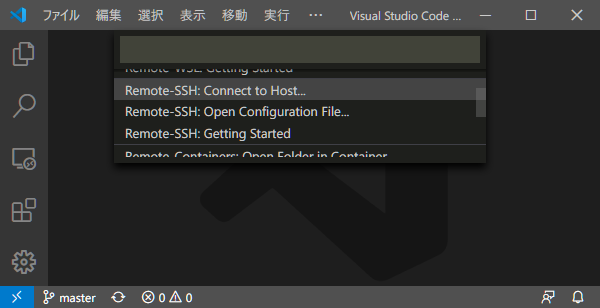 ファイル 編集 選択 表示 移動 実行 … Visual Studio Code ...
Remote-WSL: Getting Started
Remote-SSH: Connect to Host...
Remote-SSH: Open Configuration File...
Remote-SSH: Getting Started
Remote-Containers: Open Folder in Container
master 0 0